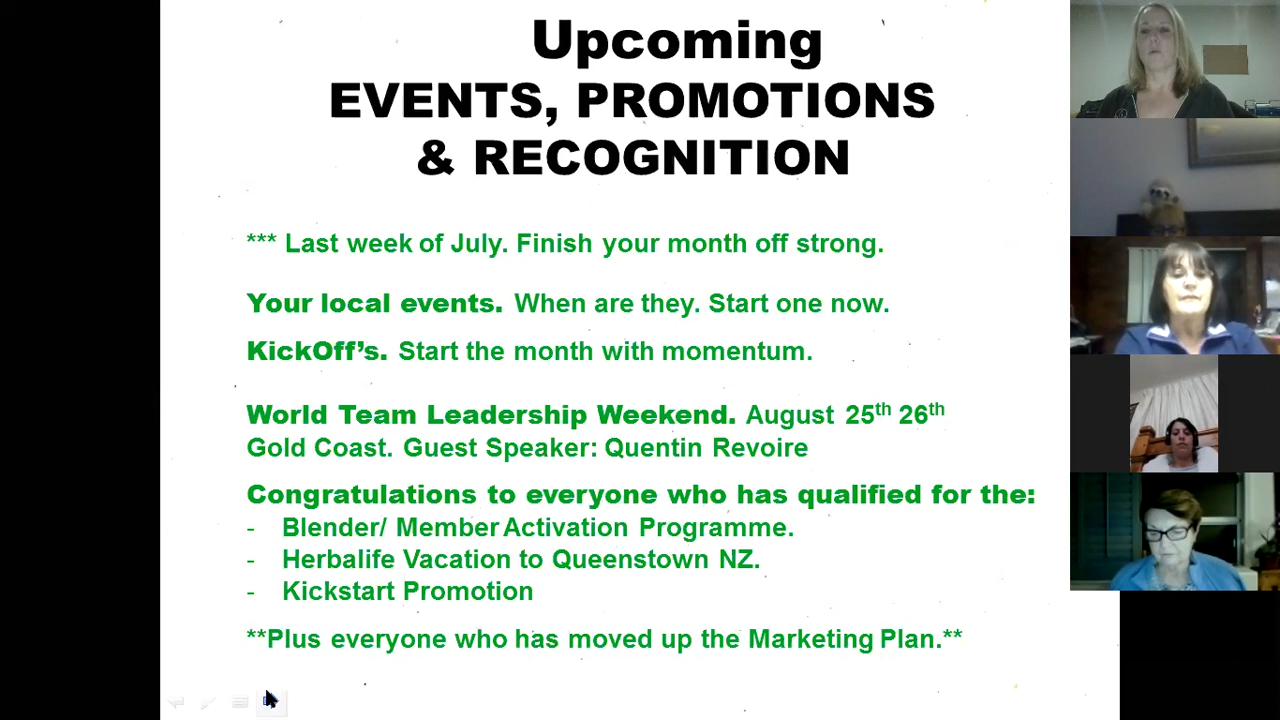 Upcoming
EVENTS, PROMOTIONS
& RECOGNITION
*** Last week of July. Finish your month off strong.
Your local events. When are they. Start one now.
KickOff's. Start the month with momentum.
World Team Leadership Weekend. August 25th 26th
Gold Coast. Guest Speaker: Quentin Revoire
Congratulations to everyone who has qualified for the:
- Blender/ Member Activation Programme.
- Herbalife Vacation to Queenstown NZ.
- Kickstart Promotion
**Plus everyone who has moved up the Marketing Plan.**